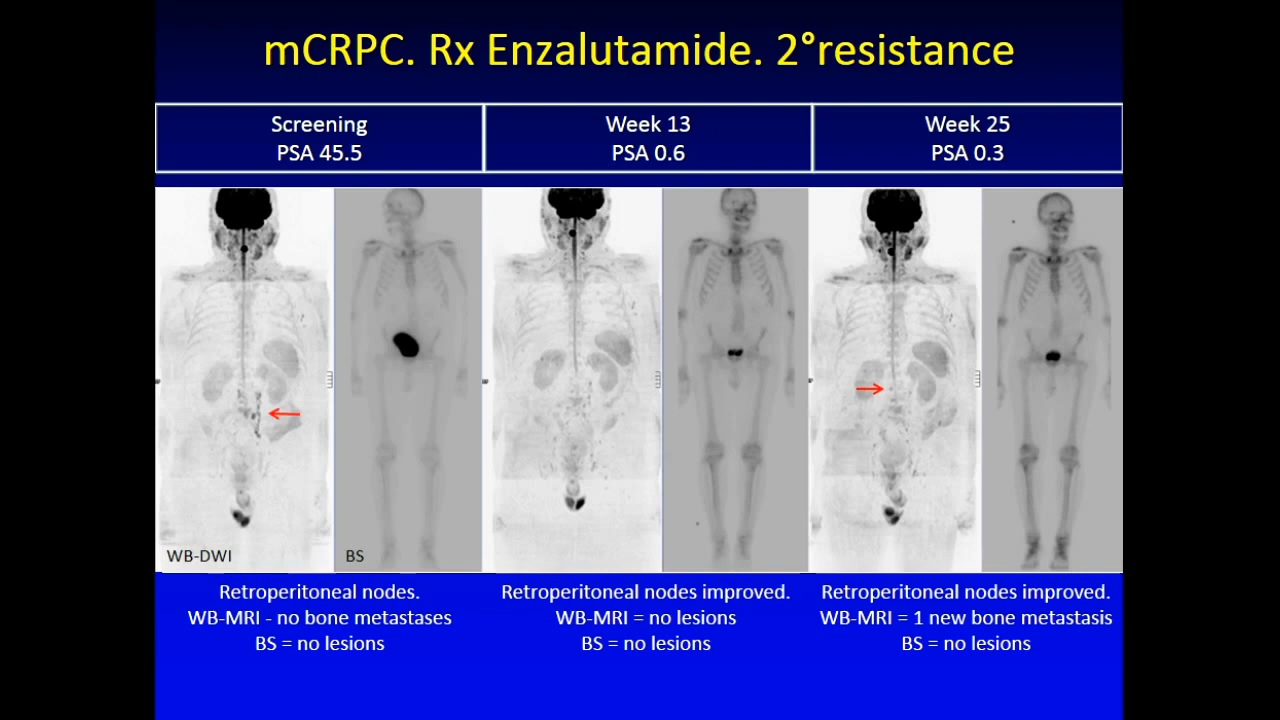 mCRPC. Rx Enzalutamide. 2°resistance
Screening
PSA 45.5
Week 13
PSA 0.6
Week 25
PSA 0.3
WB-DWI
BS
Retroperitoneal nodes.
WB-MRI - no bone metastases
BS = no lesions
Retroperitoneal nodes improved.
WB-MRI = no lesions
BS = no lesions
Retroperitoneal nodes improved.
WB-MRI = 1 new bone metastasis
BS = no lesions